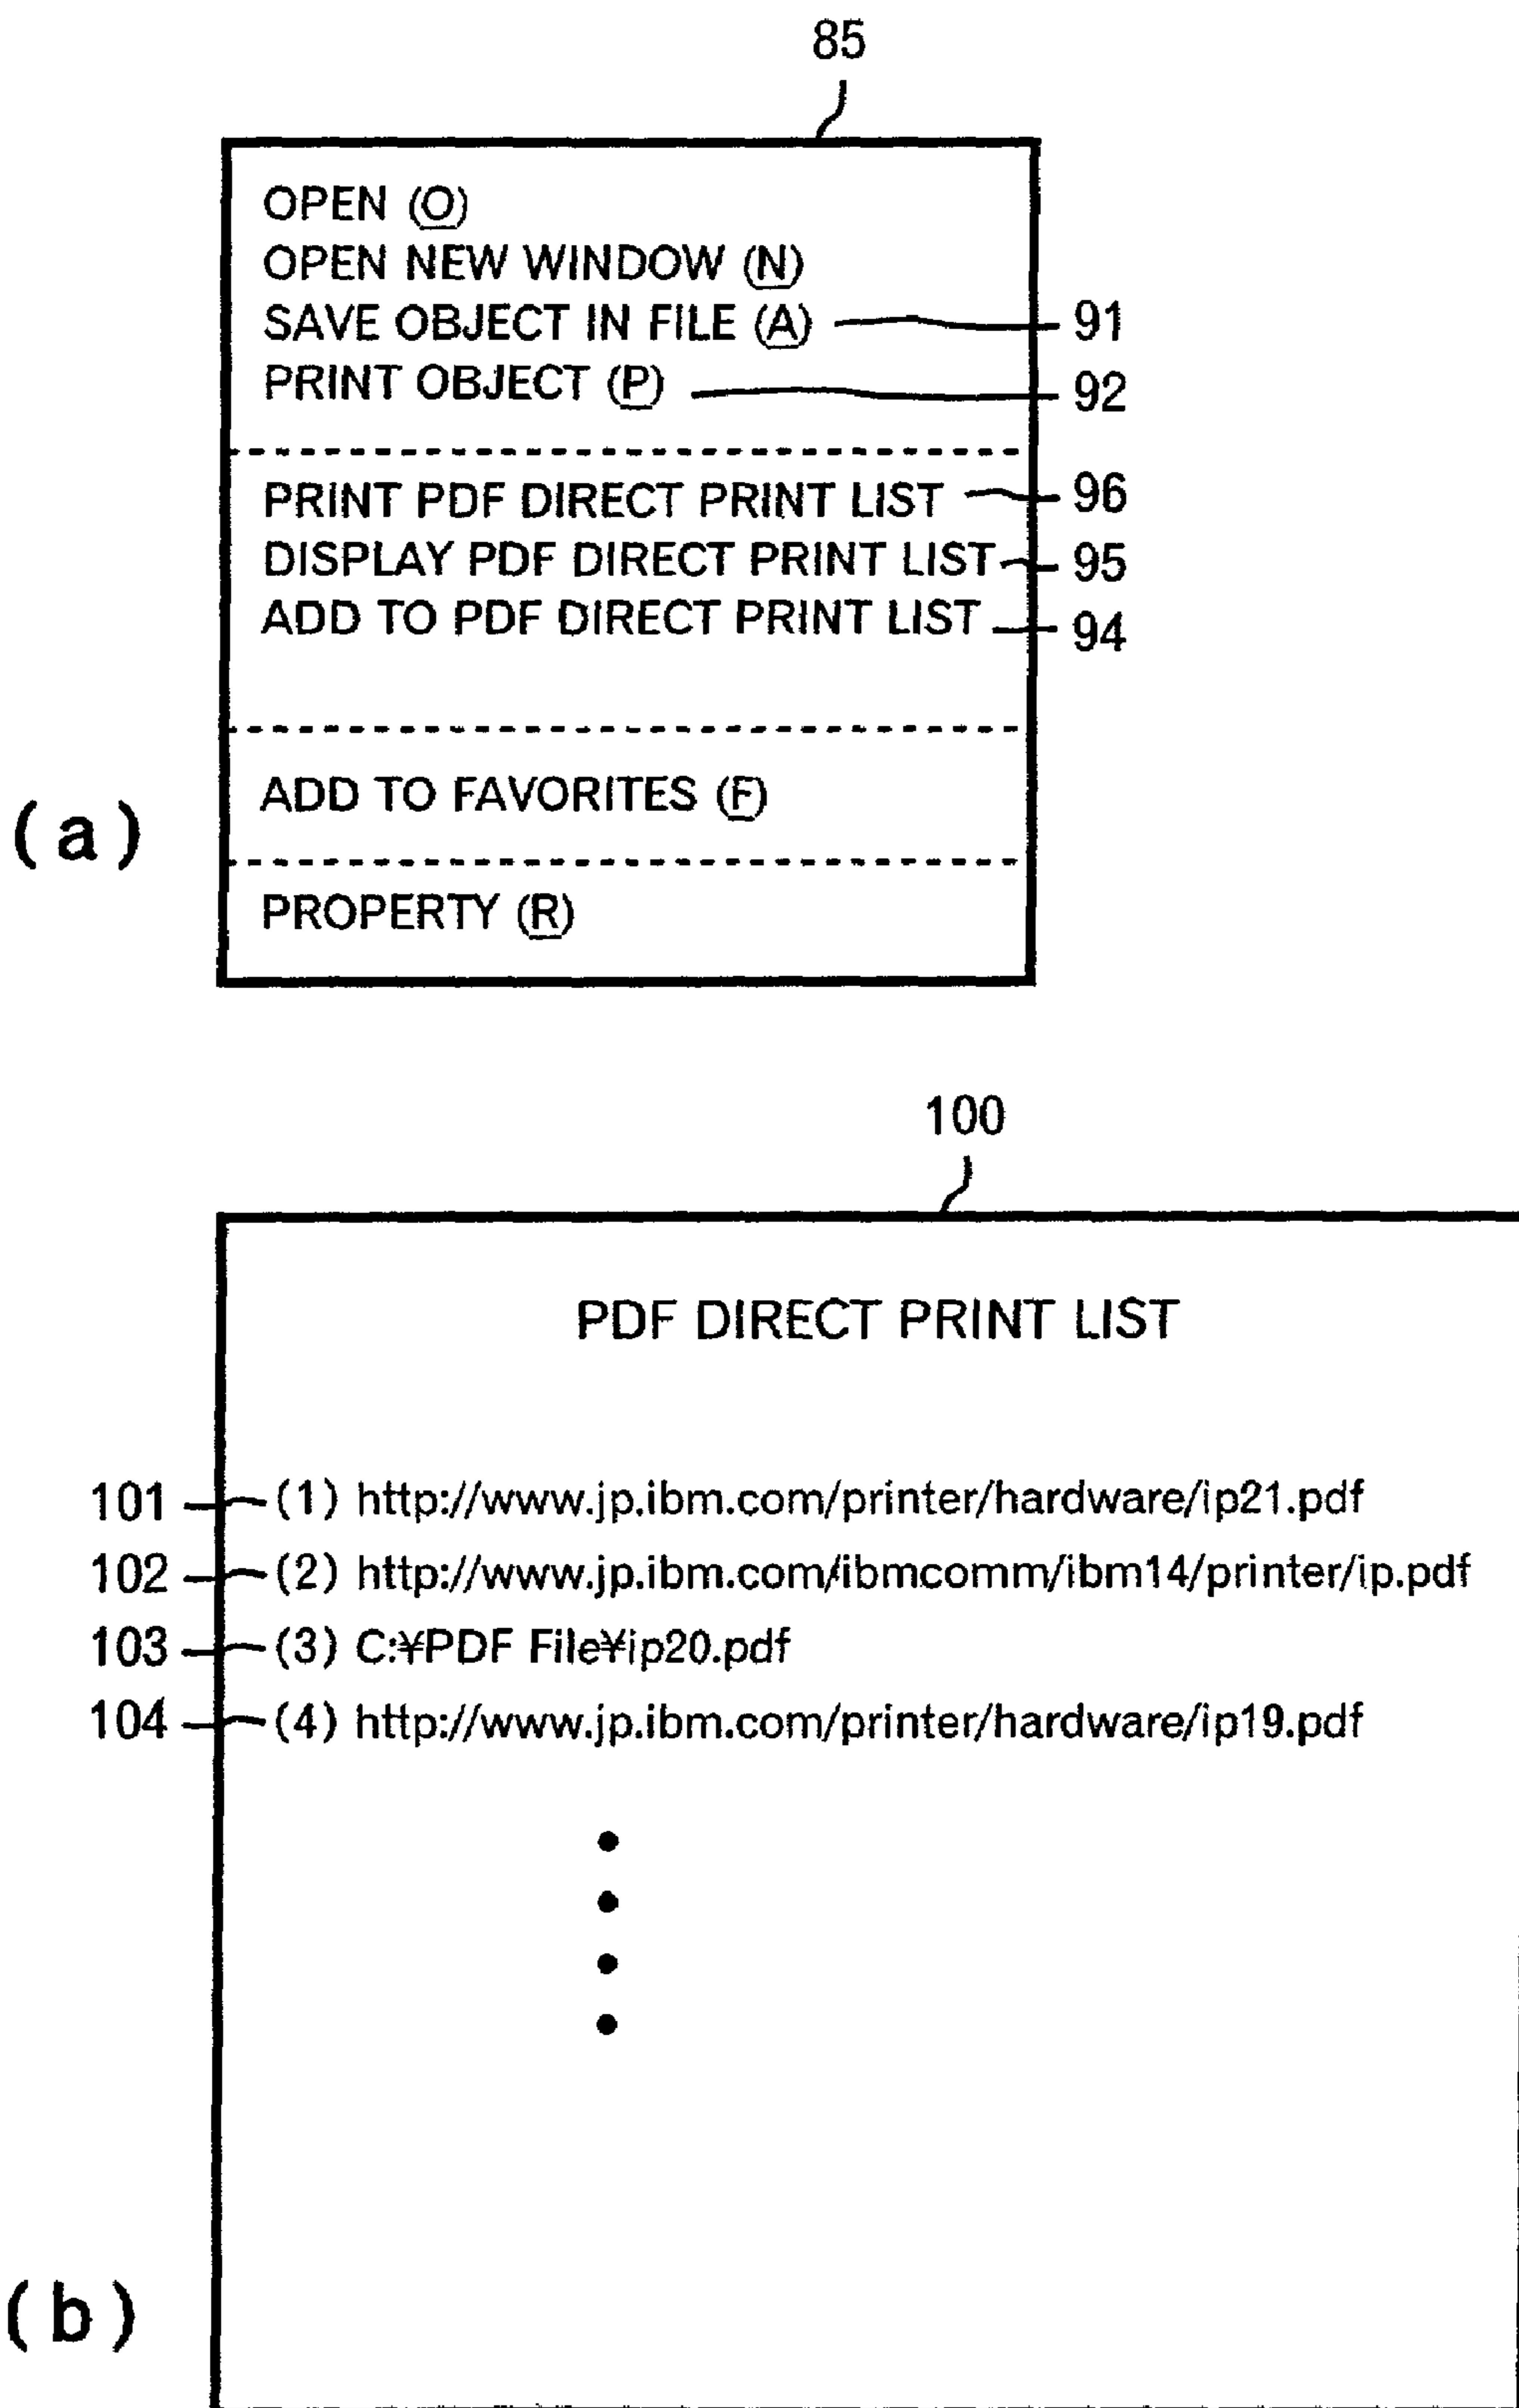 85
OPEN (O)
OPEN NEW WINDOW (N)
SAVE OBJECT IN FILE (A) 91
PRINT OBJECT (P) 92
PRINT PDF DIRECT PRINT LIST 96
DISPLAY PDF DIRECT PRINT LIST 95
ADD TO PDF DIRECT PRINT LIST 94
ADD TO FAVORITES (F)
(a)
PROPERTY (R)
100
PDF DIRECT PRINT LIST
101 (1) http://www.jp.ibm.com/printer/hardware/ip21.pdf
102 (2) http://www.jp.ibm.com/ibmcomm/ibm14/printer/ip.pdf
103 (3) C:¥PDF File¥ip20.pdf
104 (4) http://www.jp.ibm.com/printer/hardware/ip19.pdf
(b)